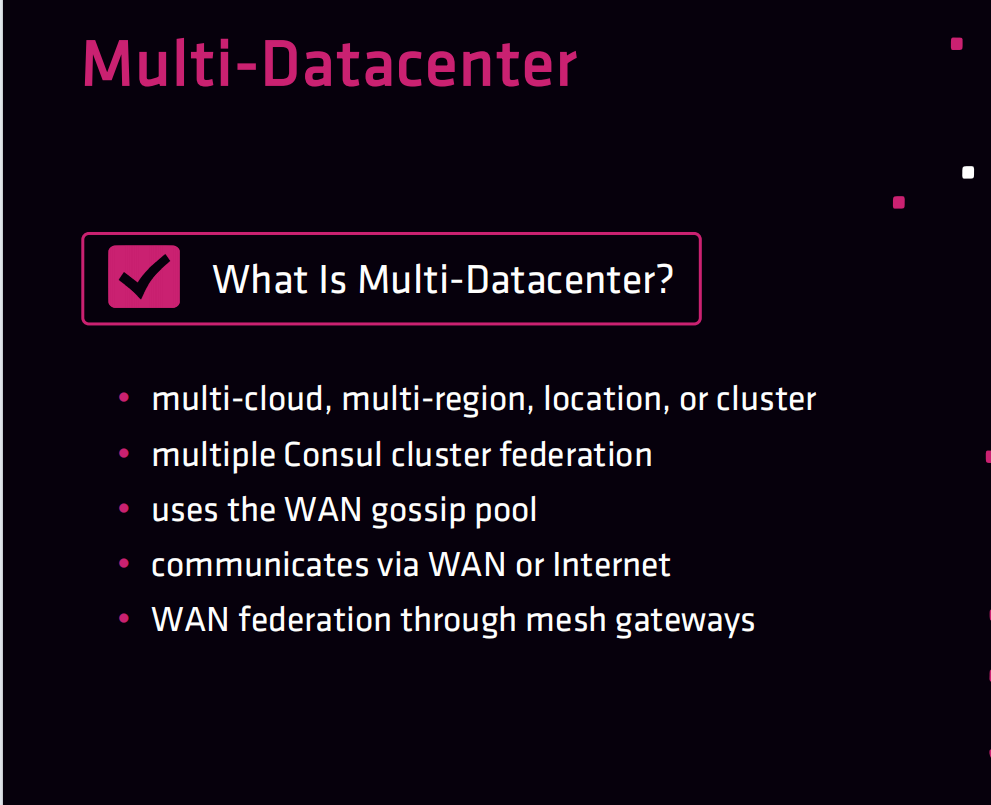 Multi-Datacenter
What Is Multi-Datacenter?
• multi-cloud, multi-region, location, or cluster
• multiple Consul cluster federation
• uses the WAN gossip pool
• communicates via WAN or Internet
• WAN federation through mesh gateways